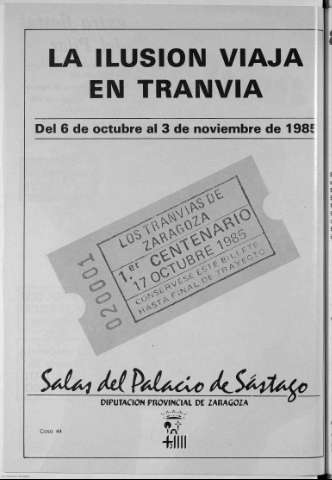 LA ILUSION VIAJA
EN TRANVIA
Del 6 de octubre al 3 de noviembre de 1985
020001
LOS TRANVIAS DE
ZARAGOZA
1.er CENTENARIO
17 OCTUBRE 1985
CONSERVESE ESTE BILLETE
HASTA FINAL DE TRAYECTO
Salas del Palacio de Sástago
DIPUTACION PROVINCIAL DE ZARAGOZA
Coso